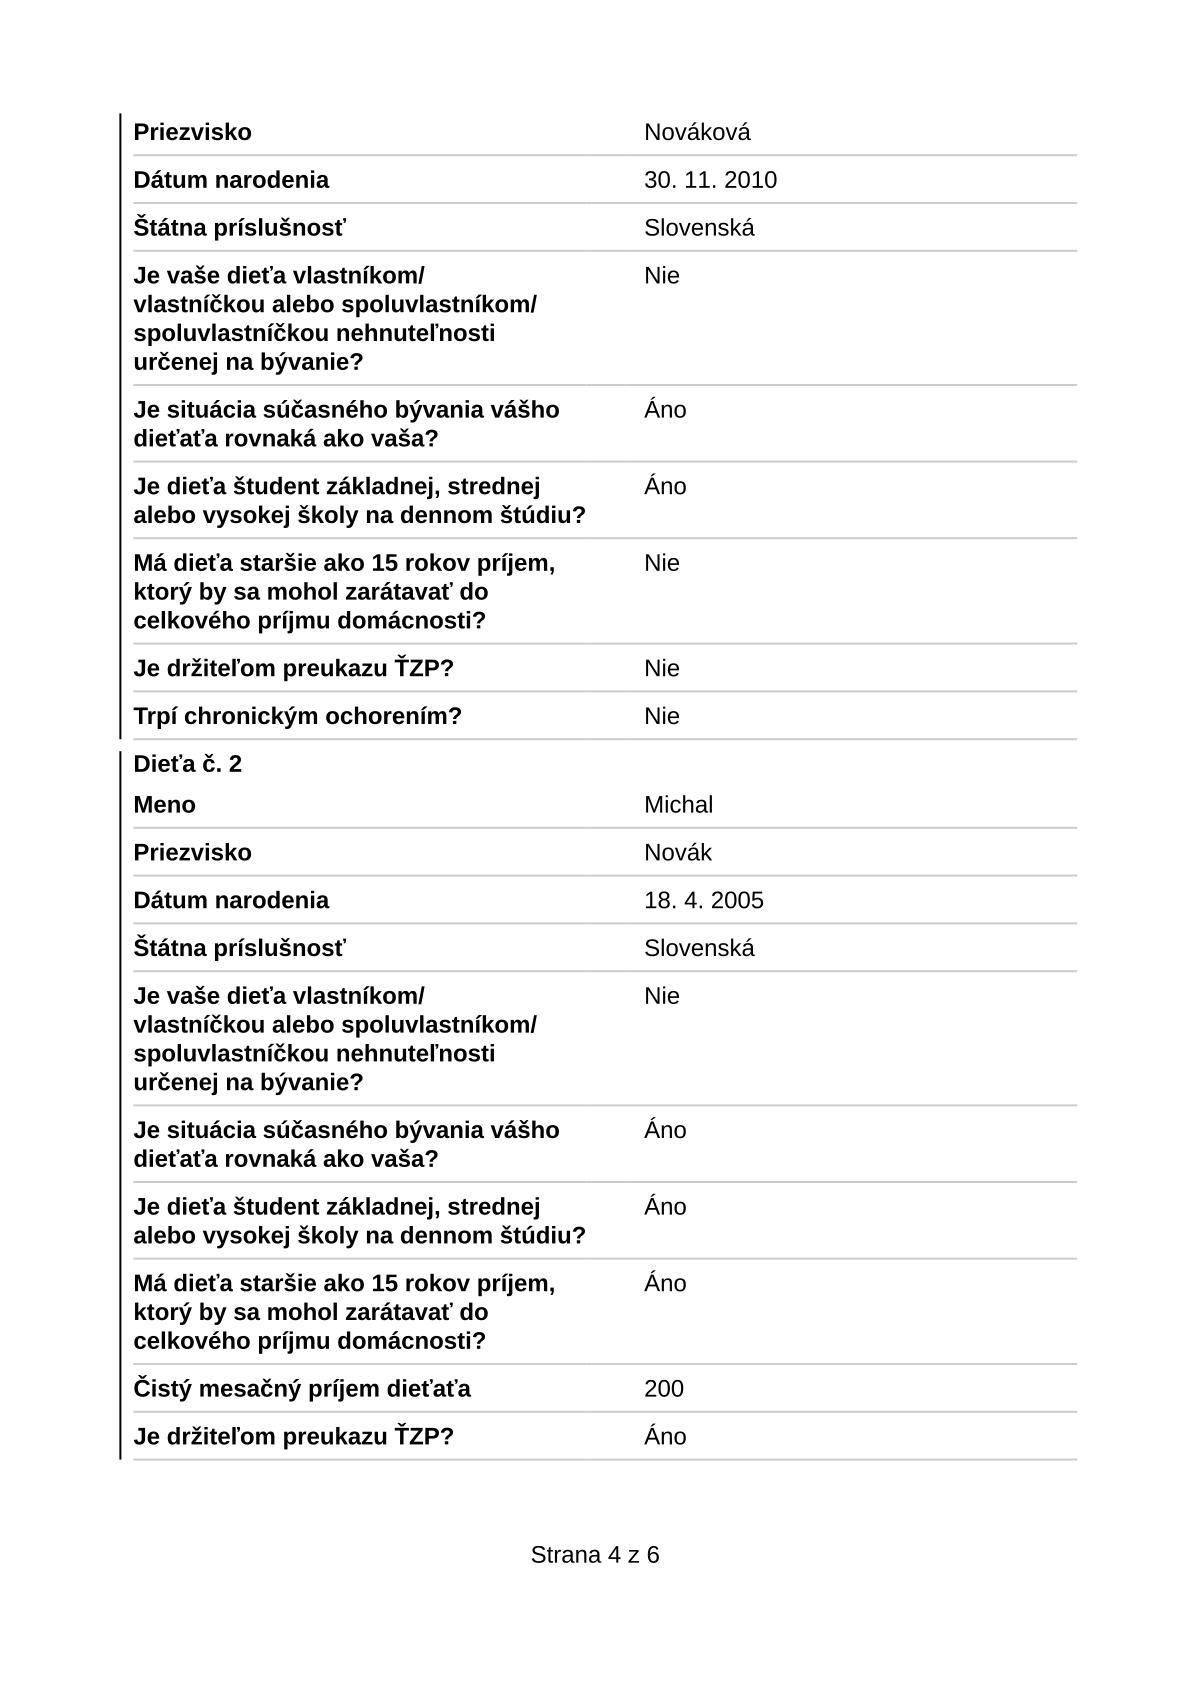 Priezvisko Nováková
Dátum narodenia 30. 11. 2010
Štátna príslušnosť Slovenská
Je vaše dieťa vlastníkom/ Nie
vlastníčkou alebo spoluvlastníkom/
spoluvlastníčkou nehnuteľnosti
určenej na bývanie?
Je situácia súčasného bývania vášho Áno
dieťaťa rovnaká ako vaša?
Je dieťa študent základnej, strednej Áno
alebo vysokej školy na dennom štúdiu?
Má dieťa staršie ako 15 rokov príjem, Nie
ktorý by sa mohol zarátavať do
celkového príjmu domácnosti?
Je držiteľom preukazu ŤZP? Nie
Trpí chronickým ochorením? Nie
Dieťa č. 2
Meno Michal
Priezvisko Novák
Dátum narodenia 18. 4. 2005
Štátna príslušnosť Slovenská
Je vaše dieťa vlastníkom/ Nie
vlastníčkou alebo spoluvlastníkom/
spoluvlastníčkou nehnuteľnosti
určenej na bývanie?
Je situácia súčasného bývania vášho Áno
dieťaťa rovnaká ako vaša?
Je dieťa študent základnej, strednej Áno
alebo vysokej školy na dennom štúdiu?
Má dieťa staršie ako 15 rokov príjem, Áno
ktorý by sa mohol zarátavať do
celkového príjmu domácnosti?
Čistý mesačný príjem dieťaťa 200
Je držiteľom preukazu ŤZP? Áno
Strana 4 z 6